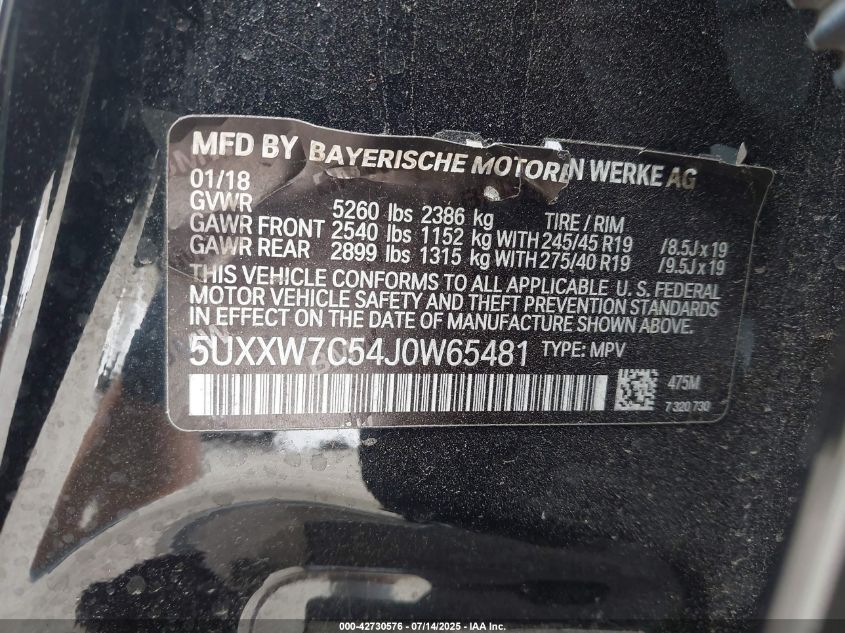 MFD BY BAYERISCHE MOTOREN WERKE AG
01/18
GVWR 5260 lbs 2386 kg TIRE / RIM
GAWR FRONT 2540 lbs 1152 kg WITH 245/45 R19 /8.5J x 19
GAWR REAR 2899 lbs 1315 kg WITH 275/40 R19 /9.5J x 19
THIS VEHICLE CONFORMS TO ALL APPLICABLE U. S. FEDERAL
MOTOR VEHICLE SAFETY AND THEFT PREVENTION STANDARDS
IN EFFECT ON THE DATE OF MANUFACTURE SHOWN ABOVE.
5UXXW7C54J0W65481 TYPE: MPV
475M
7 320 730
000-42730576 - 07/14/2025 - IAA Inc.